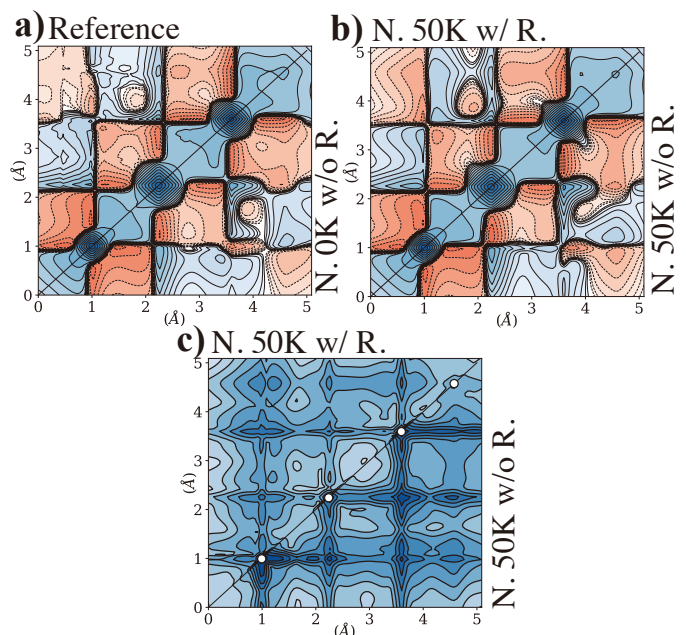 a) Reference
b) N. 50K w/ R.
5
4
3
2
1
0
(Å)
0 1 2 3 4 5
(Å)
N. 0K w/o R.
5
4
3
2
1
0
(Å)
0 1 2 3 4 5
(Å)
N. 50K w/o R.
c) N. 50K w/ R.
5
4
3
2
1
0
(Å)
0 1 2 3 4 5
(Å)
N. 50K w/o R.